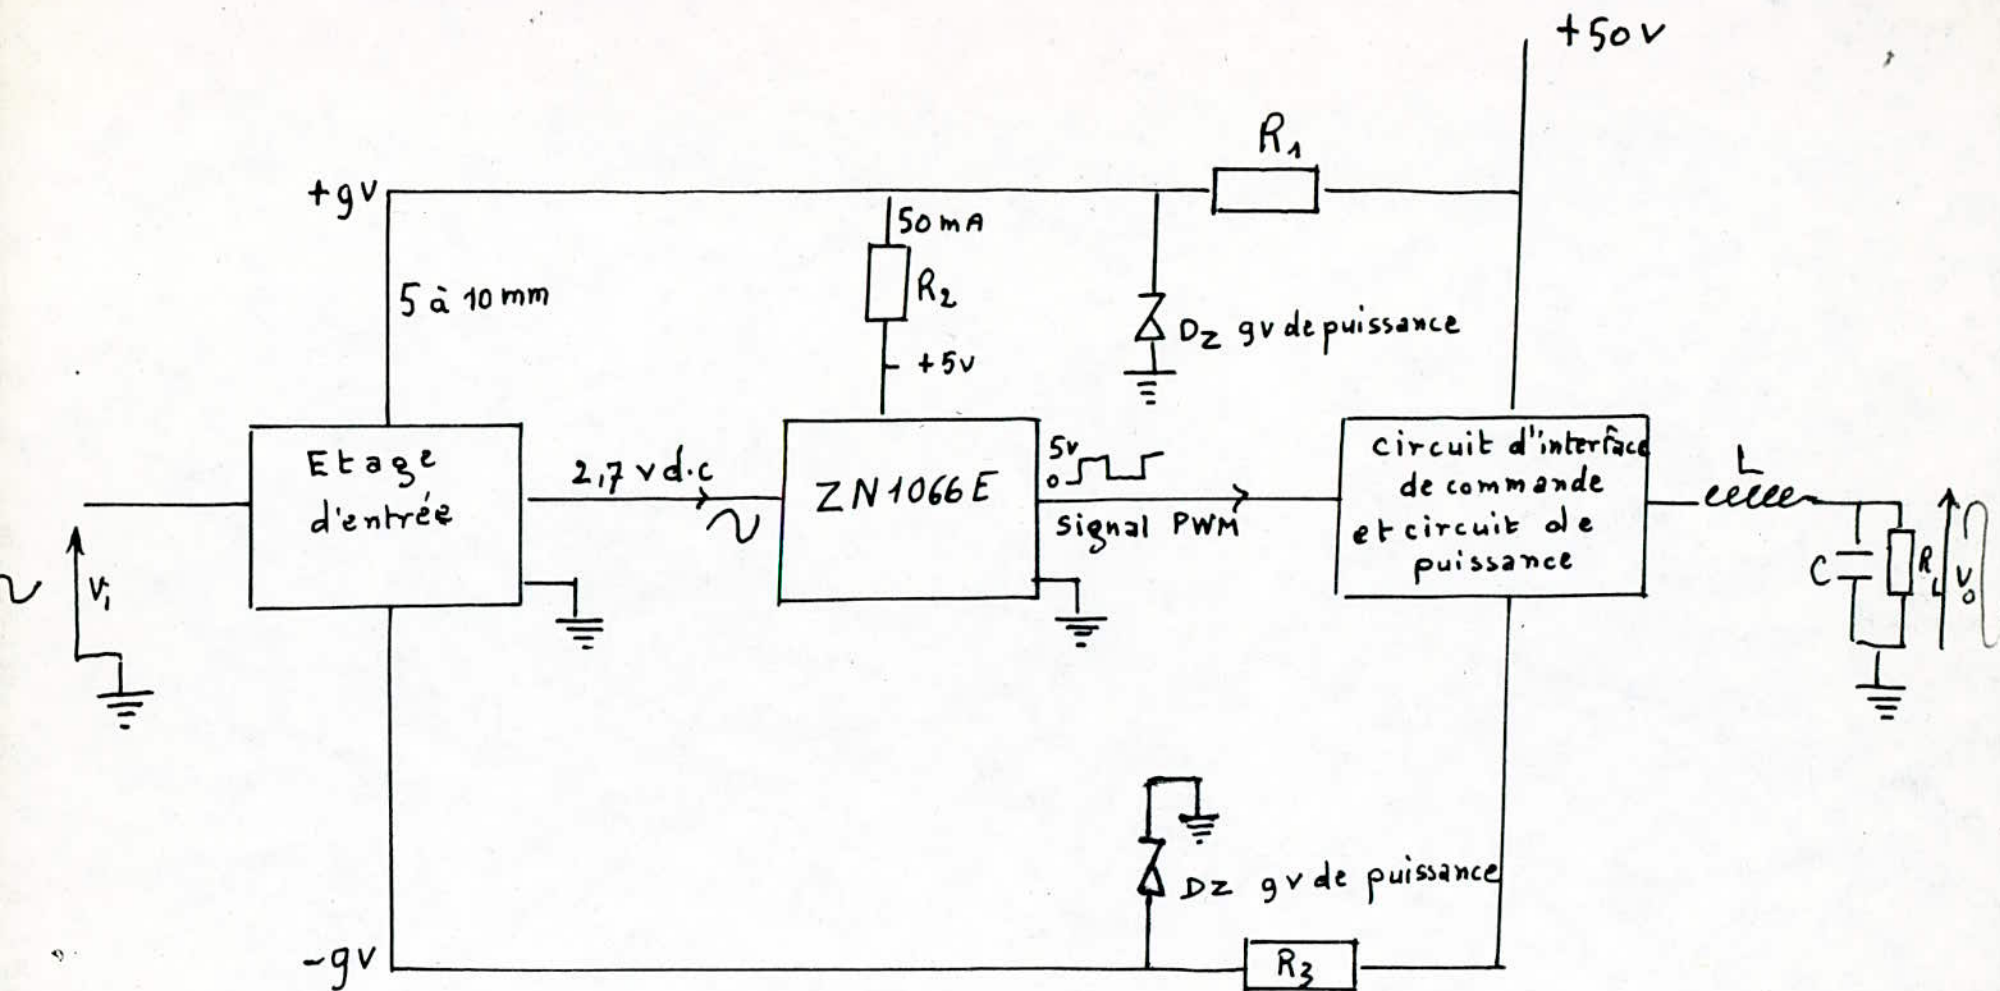 +50V
R1
+9V
50mA
R2
5 à 10 mm
Dz 9v de puissance
+5v
Etage
d'entrée
2,7 v d.c
ZN1066E
5v
0
signal PWM
circuit d'interface
de commande
et circuit de
puissance
L
Vi
C
RL
Vo
DZ 9v de puissance
-9V
R3